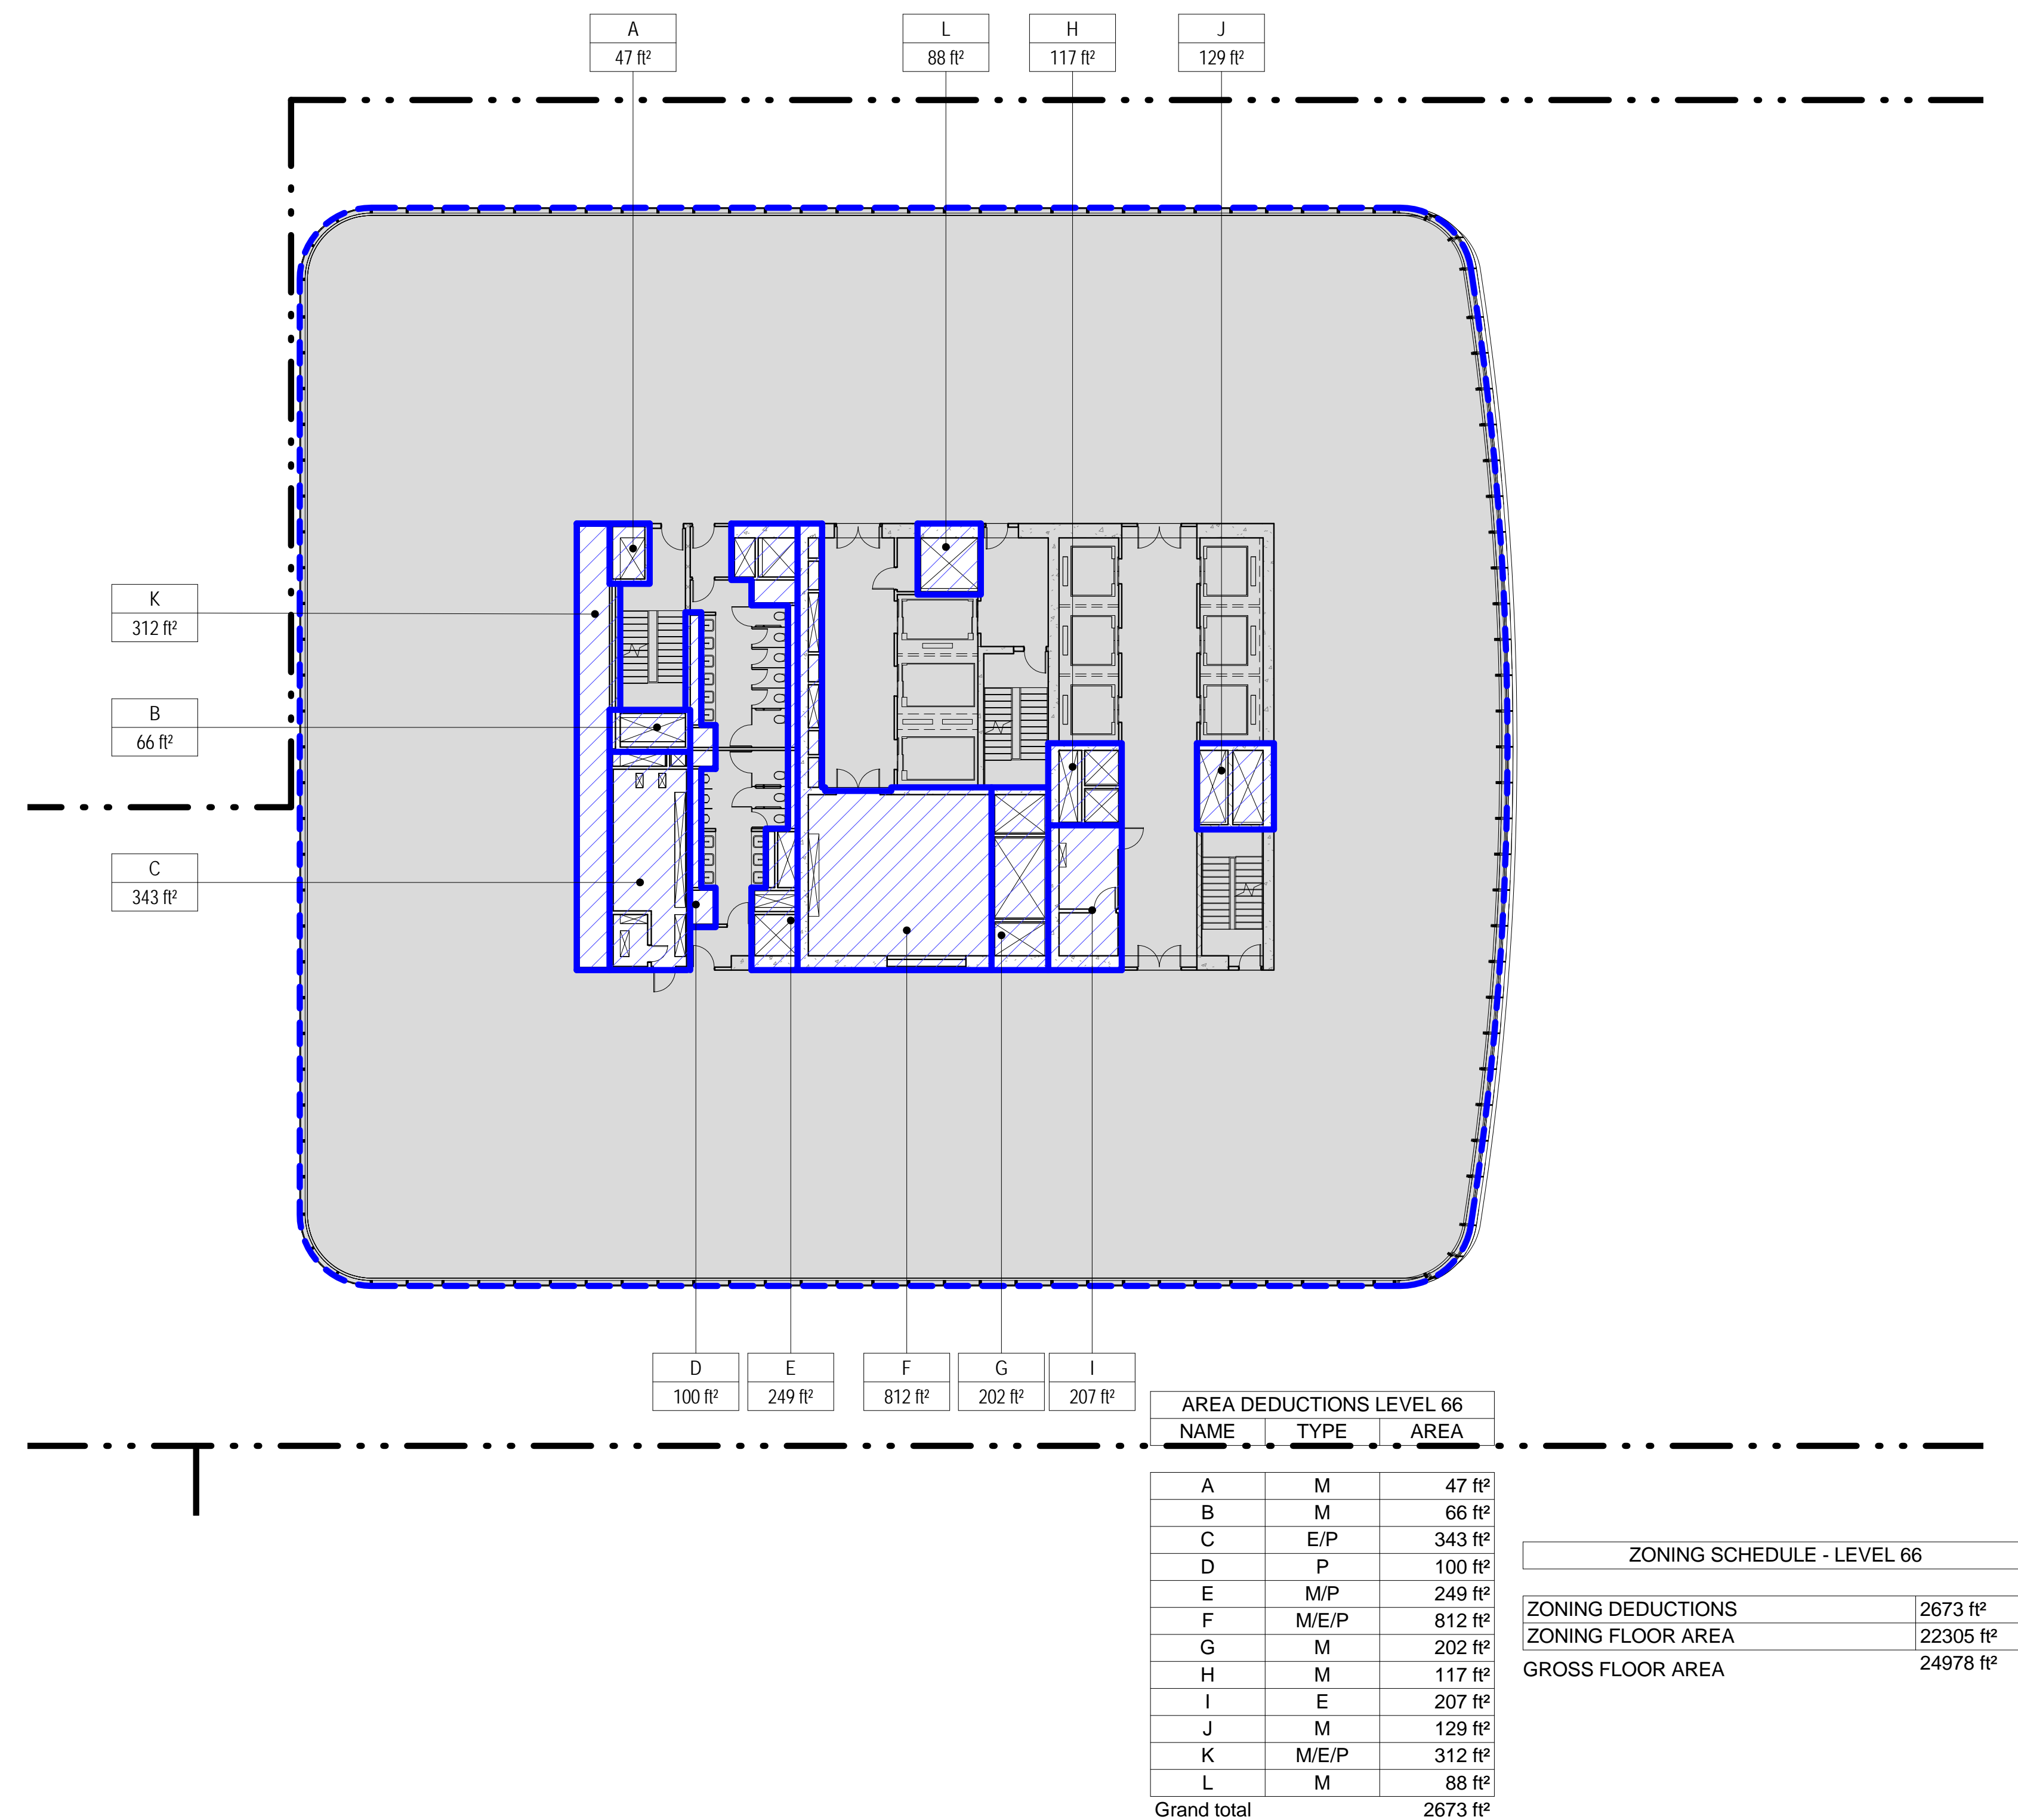 A
47 ft²
L
88 ft²
H
117 ft²
J
129 ft²
K
312 ft²
B
66 ft²
C
343 ft²
D
100 ft²
E
249 ft²
F
812 ft²
G
202 ft²
I
207 ft²
AREA DEDUCTIONS LEVEL 66
NAME TYPE AREA
A M 47 ft²
B M 66 ft²
C E/P 343 ft²
D P 100 ft²
E M/P 249 ft²
F M/E/P 812 ft²
G M 202 ft²
H M 117 ft²
I E 207 ft²
J M 129 ft²
K M/E/P 312 ft²
L M 88 ft²
Grand total 2673 ft²
ZONING SCHEDULE - LEVEL 66
ZONING DEDUCTIONS 2673 ft²
ZONING FLOOR AREA 22305 ft²
GROSS FLOOR AREA 24978 ft²